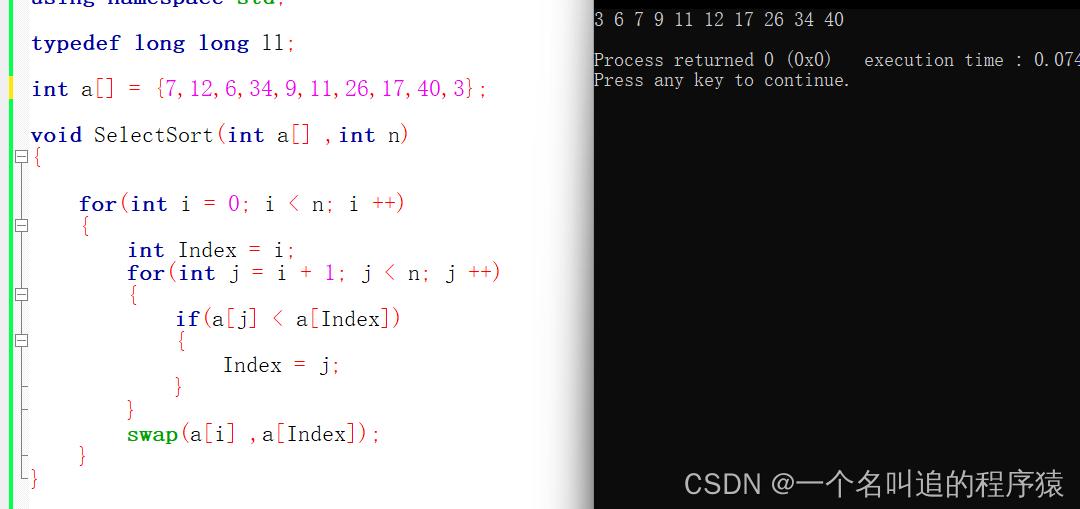 using namespace std;
typedef long long ll;
int a[] = {7,12,6,34,9,11,26,17,40,3};
void SelectSort(int a[] ,int n)
{
for(int i = 0; i < n; i ++)
{
int Index = i;
for(int j = i + 1; j < n; j ++)
{
if(a[j] < a[Index])
{
Index = j;
}
}
swap(a[i] ,a[Index]);
}
}
3 6 7 9 11 12 17 26 34 40
Process returned 0 (0x0) execution time : 0.074
Press any key to continue.
CSDN @一个名叫追的程序猿